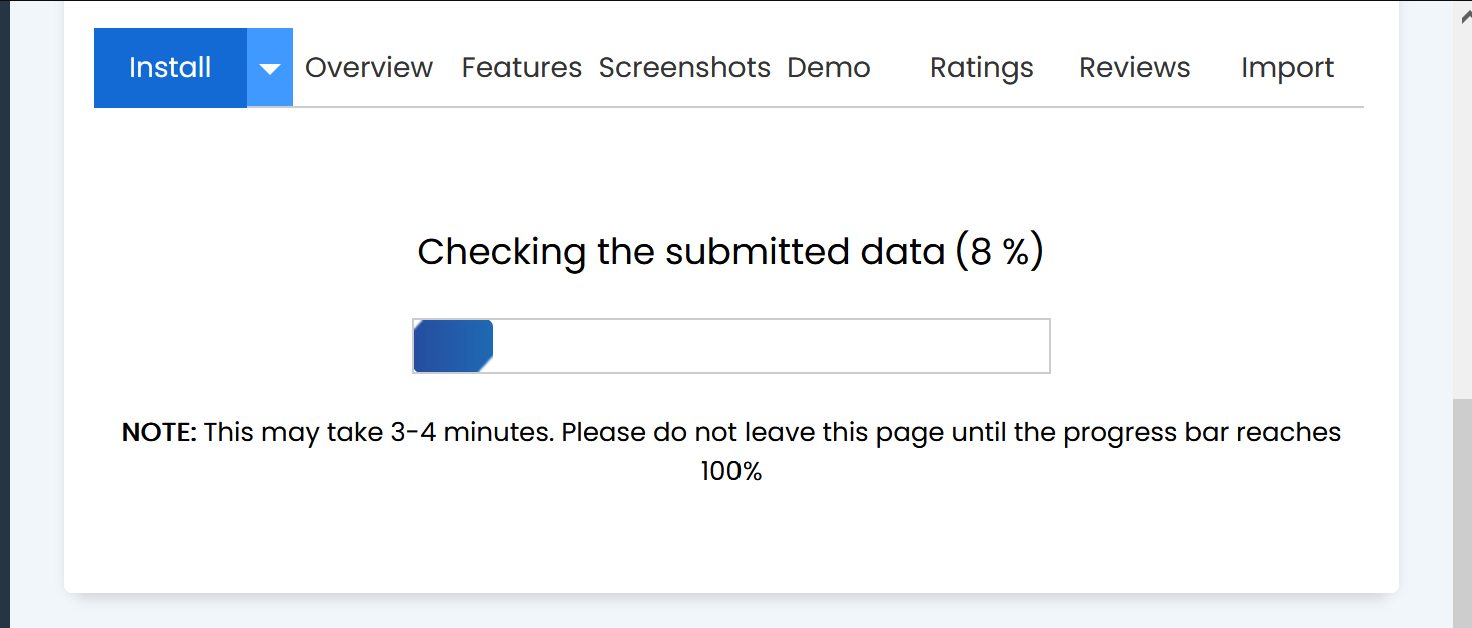 Install Overview Features Screenshots Demo Ratings Reviews Import
Checking the submitted data (8 %)
NOTE: This may take 3-4 minutes. Please do not leave this page until the progress bar reaches
100%